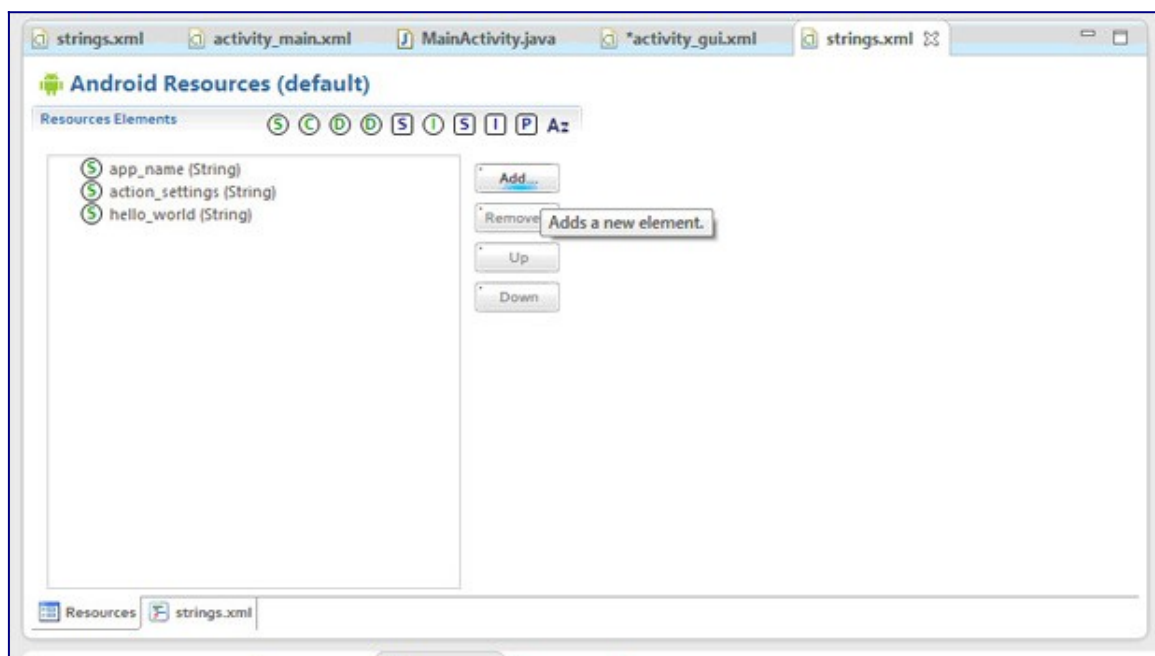 strings.xml activity_main.xml MainActivity.java *activity_gui.xml strings.xml
Android Resources (default)
Resources Elements S C D D S I S I P Az
S app_name (String)
S action_settings (String)
S hello_world (String)
Add...
Remove
Adds a new element.
Up
Down
Resources strings.xml